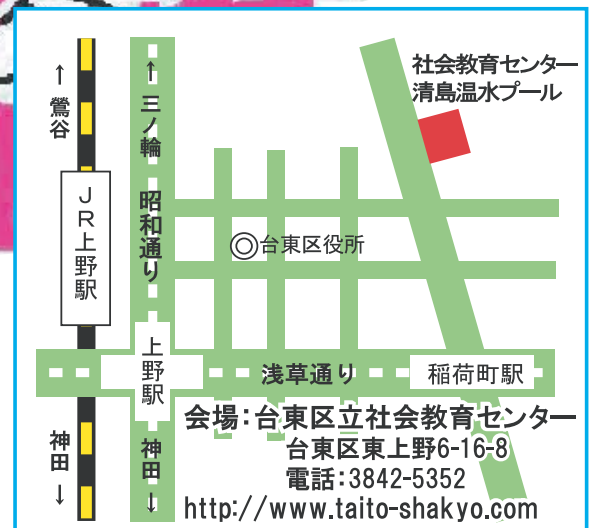 社会教育センター
清島温水プール
↑
鶯谷
JR上野駅
神田
↓
↑
三ノ輪
昭和通り
上野駅
神田
↓
◎台東区役所
浅草通り
稲荷町駅
会場:台東区立社会教育センター
台東区東上野6-16-8
電話:3842-5352
http://www.taito-shakyo.com